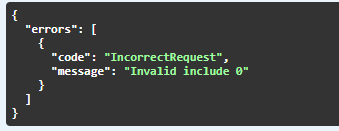 {
  "errors": [
    {
      "code": "IncorrectRequest",
      "message": "Invalid include 0"
    }
  ]
}